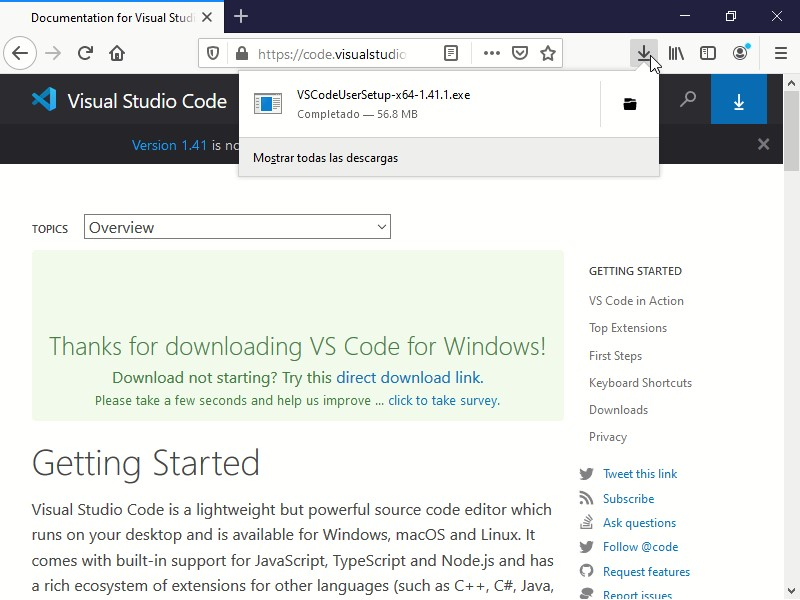 Documentation for Visual Studi
https://code.visualstudio
VSCodeUserSetup-x64-1.41.1.exe
Completado — 56.8 MB
Mostrar todas las descargas
Visual Studio Code
Version 1.41 is no
TOPICS
Overview
Thanks for downloading VS Code for Windows!
Download not starting? Try this direct download link.
Please take a few seconds and help us improve ... click to take survey.
Getting Started
Visual Studio Code is a lightweight but powerful source code editor which
runs on your desktop and is available for Windows, macOS and Linux. It
comes with built-in support for JavaScript, TypeScript and Node.js and has
a rich ecosystem of extensions for other languages (such as C++, C#, Java,
GETTING STARTED
VS Code in Action
Top Extensions
First Steps
Keyboard Shortcuts
Downloads
Privacy
Tweet this link
Subscribe
Ask questions
Follow @code
Request features
Report issues